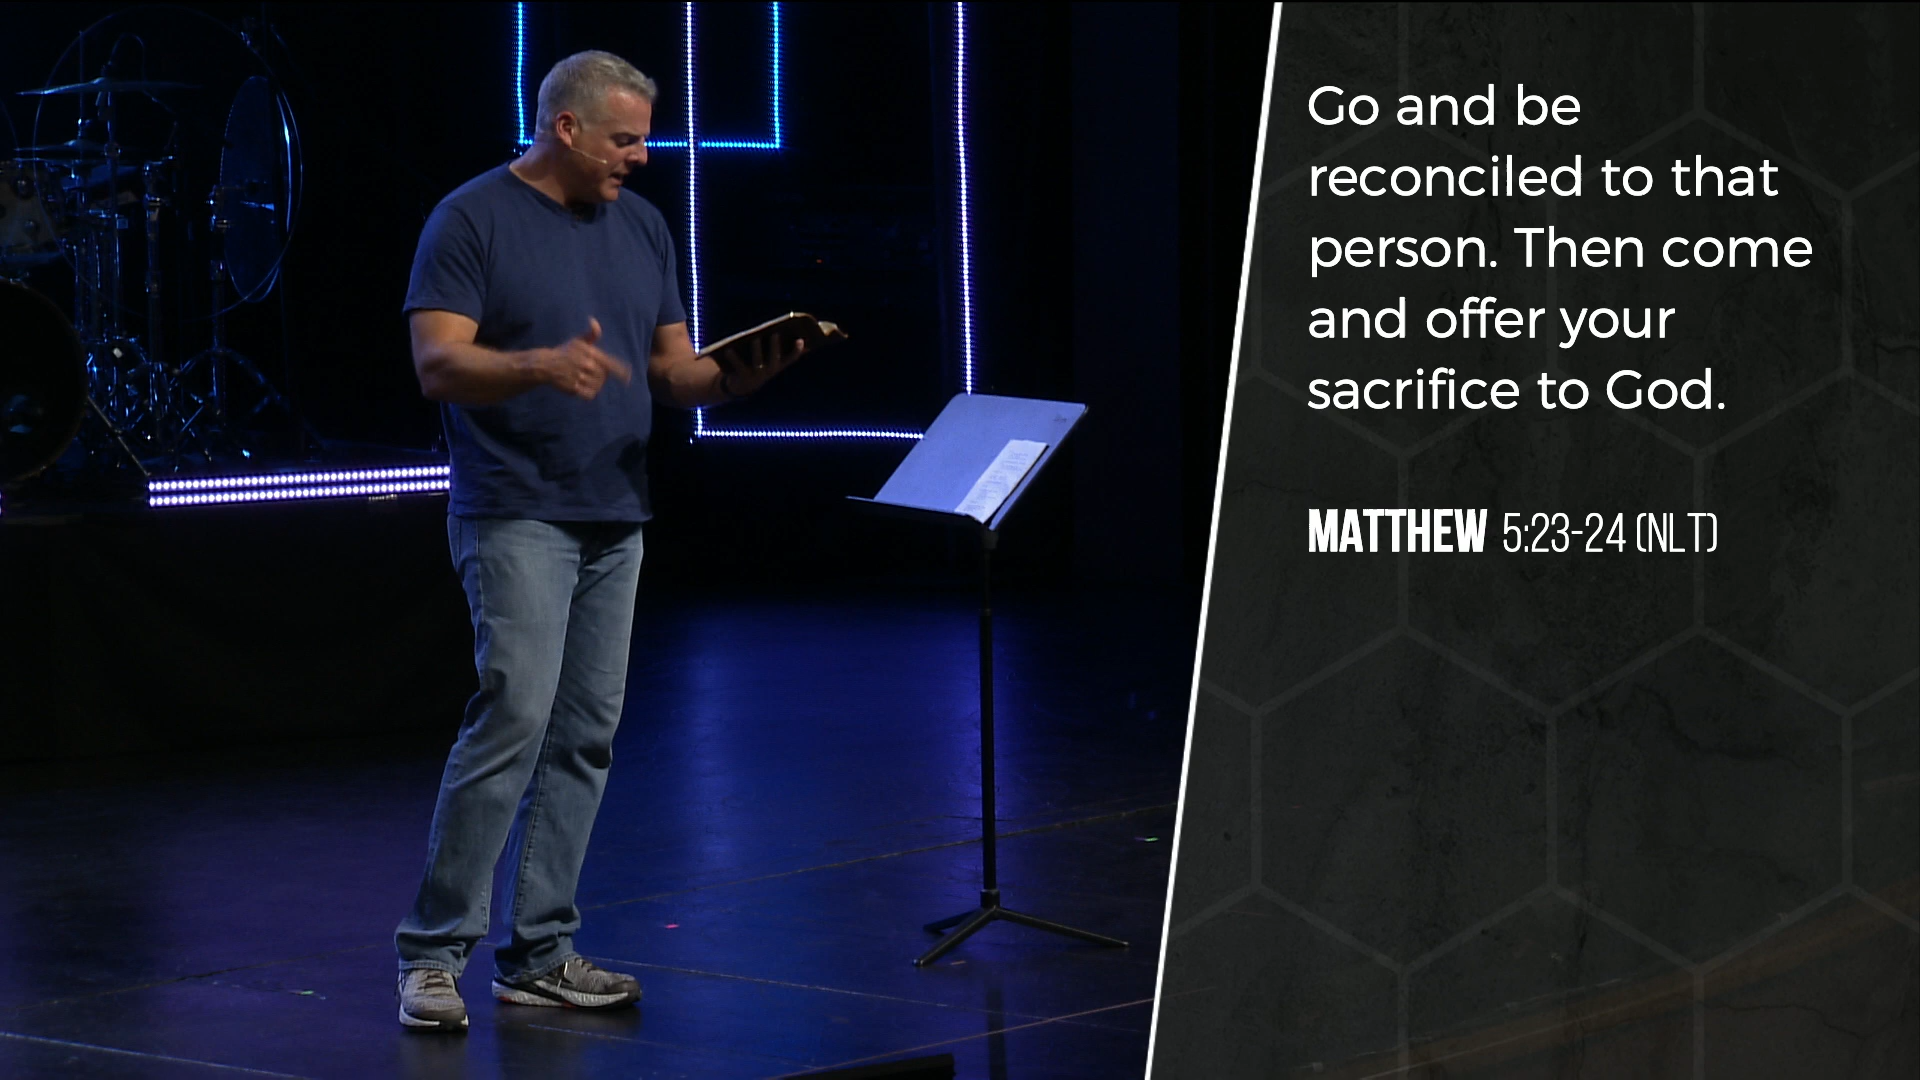 Go and be
reconciled to that
person. Then come
and offer your
sacrifice to God.
MATTHEW 5:23-24 (NLT)